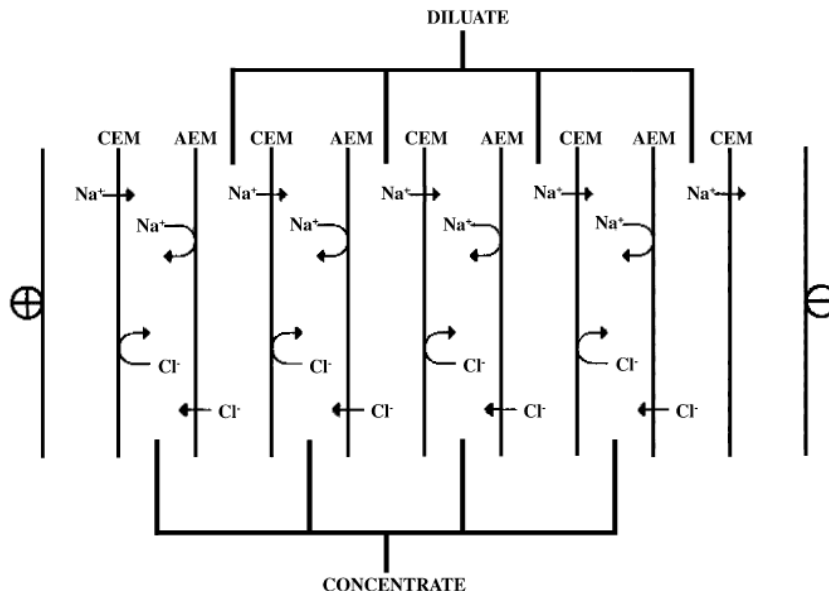 DILUATE
CEM AEM CEM AEM CEM AEM CEM AEM CEM
Na⁺ Na⁺ Na⁺ Na⁺ Na⁺
Na⁺ Na⁺ Na⁺ Na⁺
Cl⁻ Cl⁻ Cl⁻ Cl⁻
Cl⁻ Cl⁻ Cl⁻ Cl⁻
CONCENTRATE